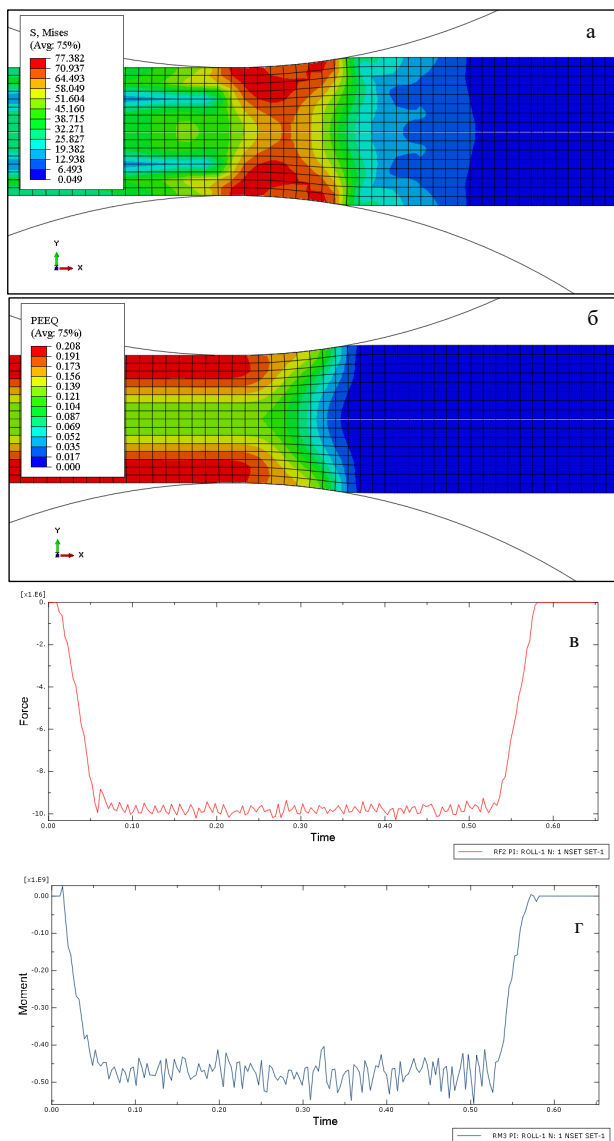 S, Mises
(Avg: 75%)
77.382
70.937
64.493
58.049
51.604
45.160
38.715
32.271
25.827
19.382
12.938
6.493
0.049
а
Y
X
PEEQ
(Avg: 75%)
0.208
0.191
0.173
0.156
0.139
0.121
0.104
0.087
0.069
0.052
0.035
0.017
0.000
б
Y
X
[x1.E6]
0.
-2.
-4.
-6.
-8.
-10.
Force
в
0.00 0.10 0.20 0.30 0.40 0.50 0.60
Time
RF2 PI: ROLL-1 N: 1 NSET SET-1
[x1.E9]
0.00
-0.10
-0.20
-0.30
-0.40
-0.50
Moment
г
0.00 0.10 0.20 0.30 0.40 0.50 0.60
Time
RM3 PI: ROLL-1 N: 1 NSET SET-1